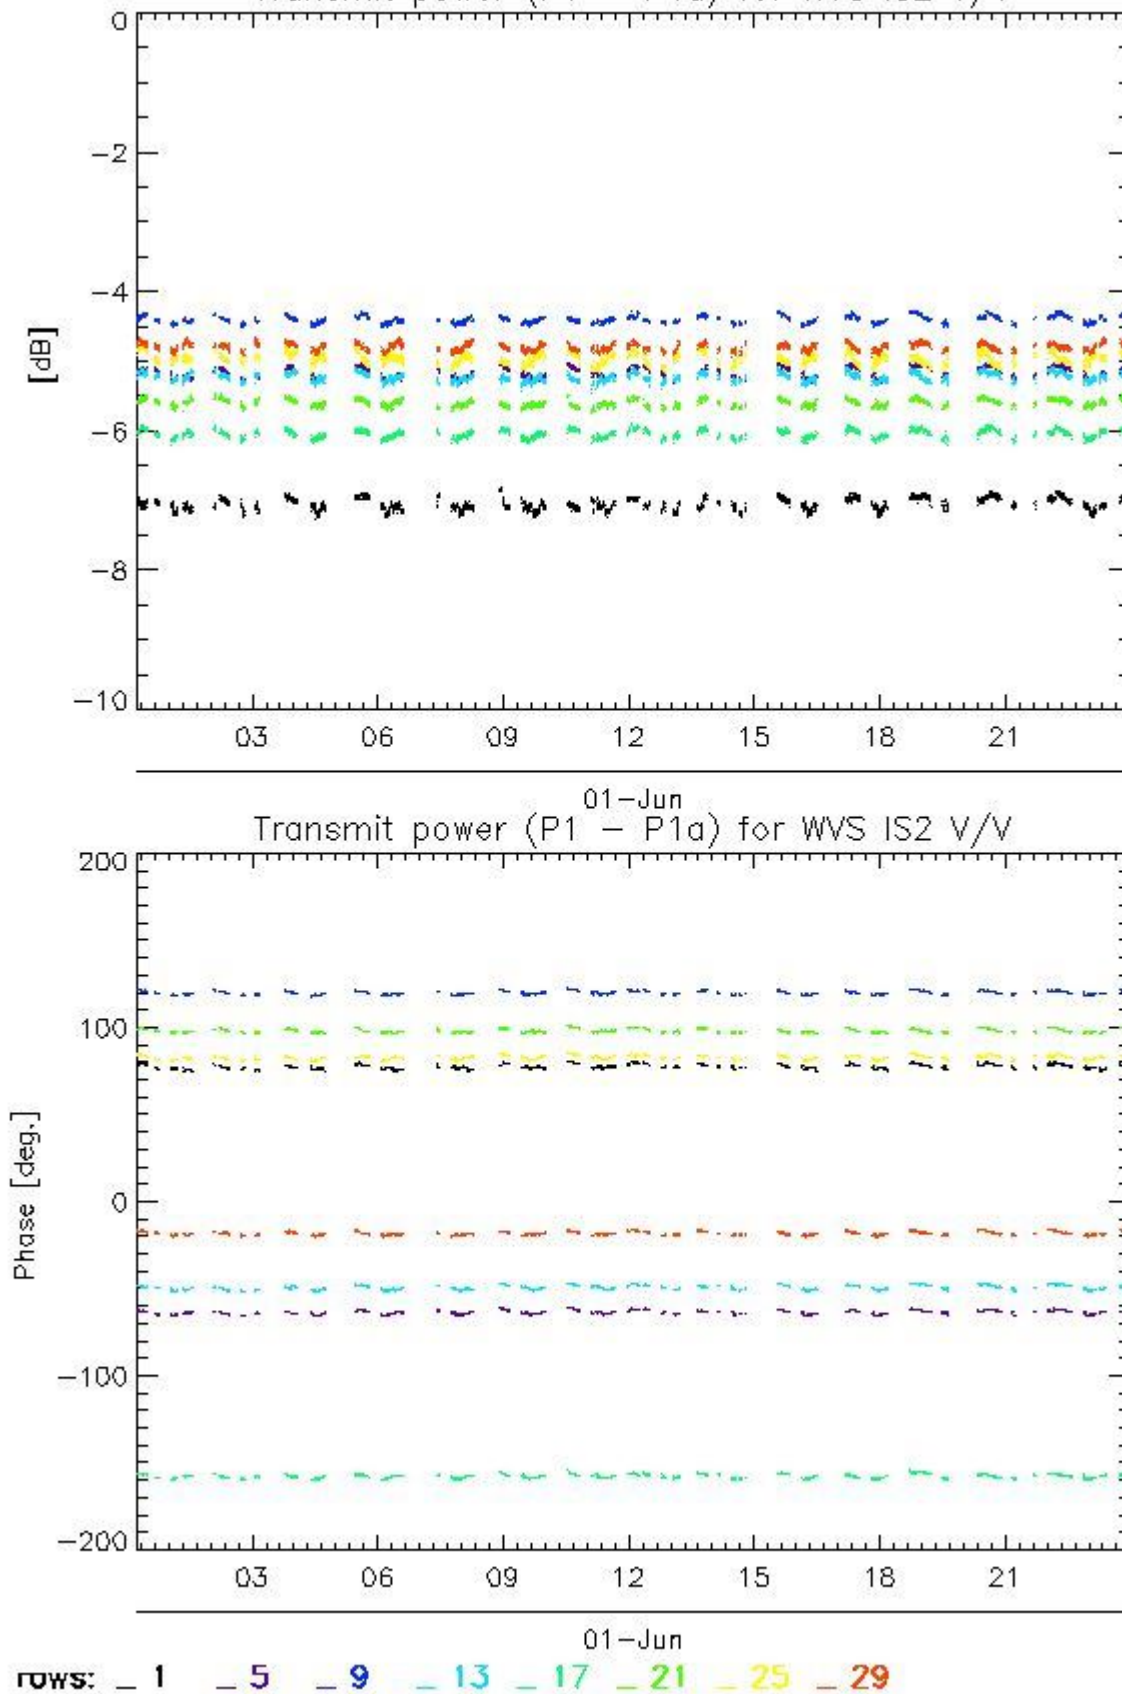 0
-2
-4
[dB]
-6
-8
-10
03 06 09 12 15 18 21
01-Jun
Transmit power (P1 - P1a) for WVS IS2 V/V
200
100
0
Phase [deg.]
-100
-200
03 06 09 12 15 18 21
01-Jun
rows: _ 1 _ 5 _ 9 _ 13 _ 17 _ 21 _ 25 _ 29